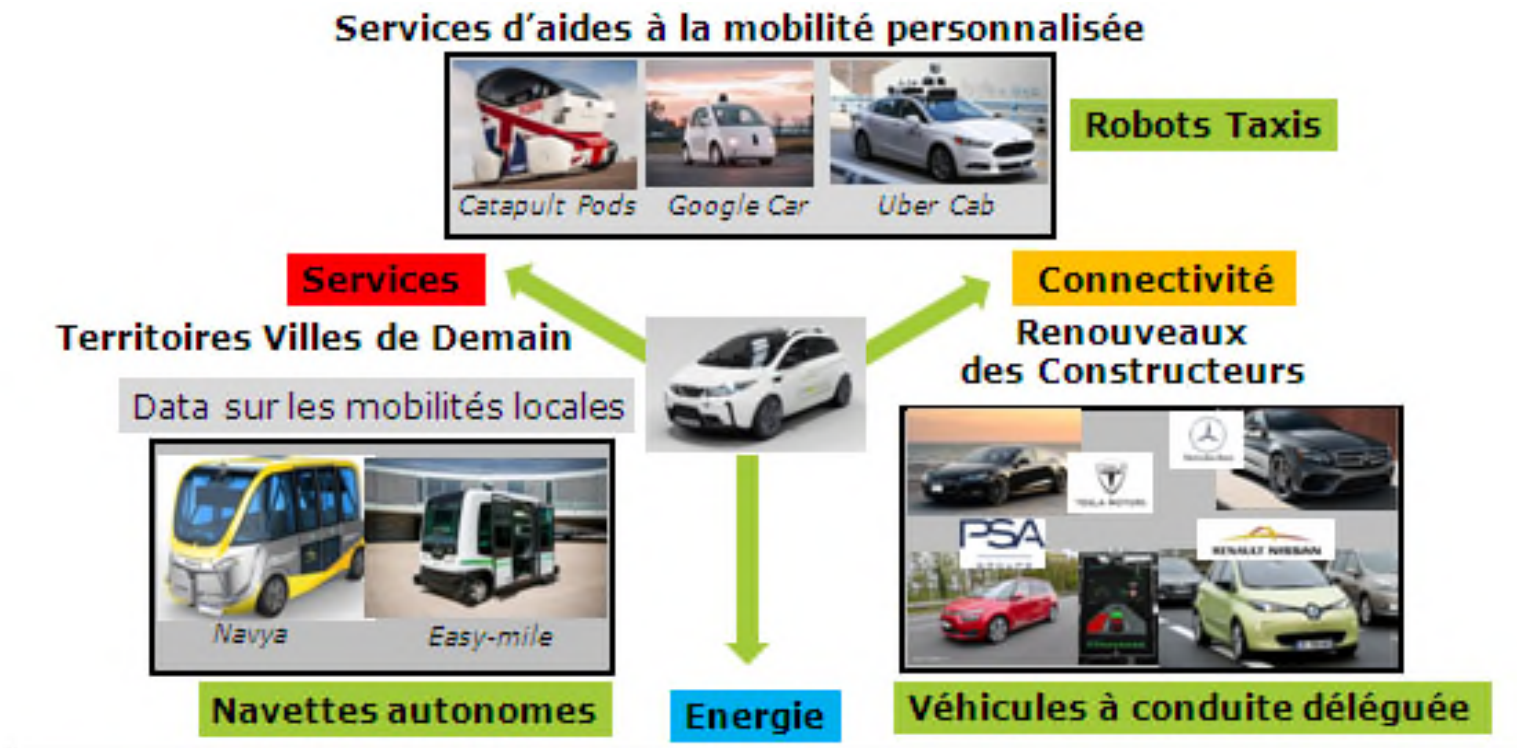 Services d'aides à la mobilité personnalisée
Robots Taxis
Catapult Pods
Google Car
Uber Cab
Services
Connectivité
Territoires Villes de Demain
Renouveaux
des Constructeurs
Data sur les mobilités locales
Navya
Easy-mile
TESLA MOTORS
PSA
GROUPE
RENAULT NISSAN
Navettes autonomes
Energie
Véhicules à conduite déléguée